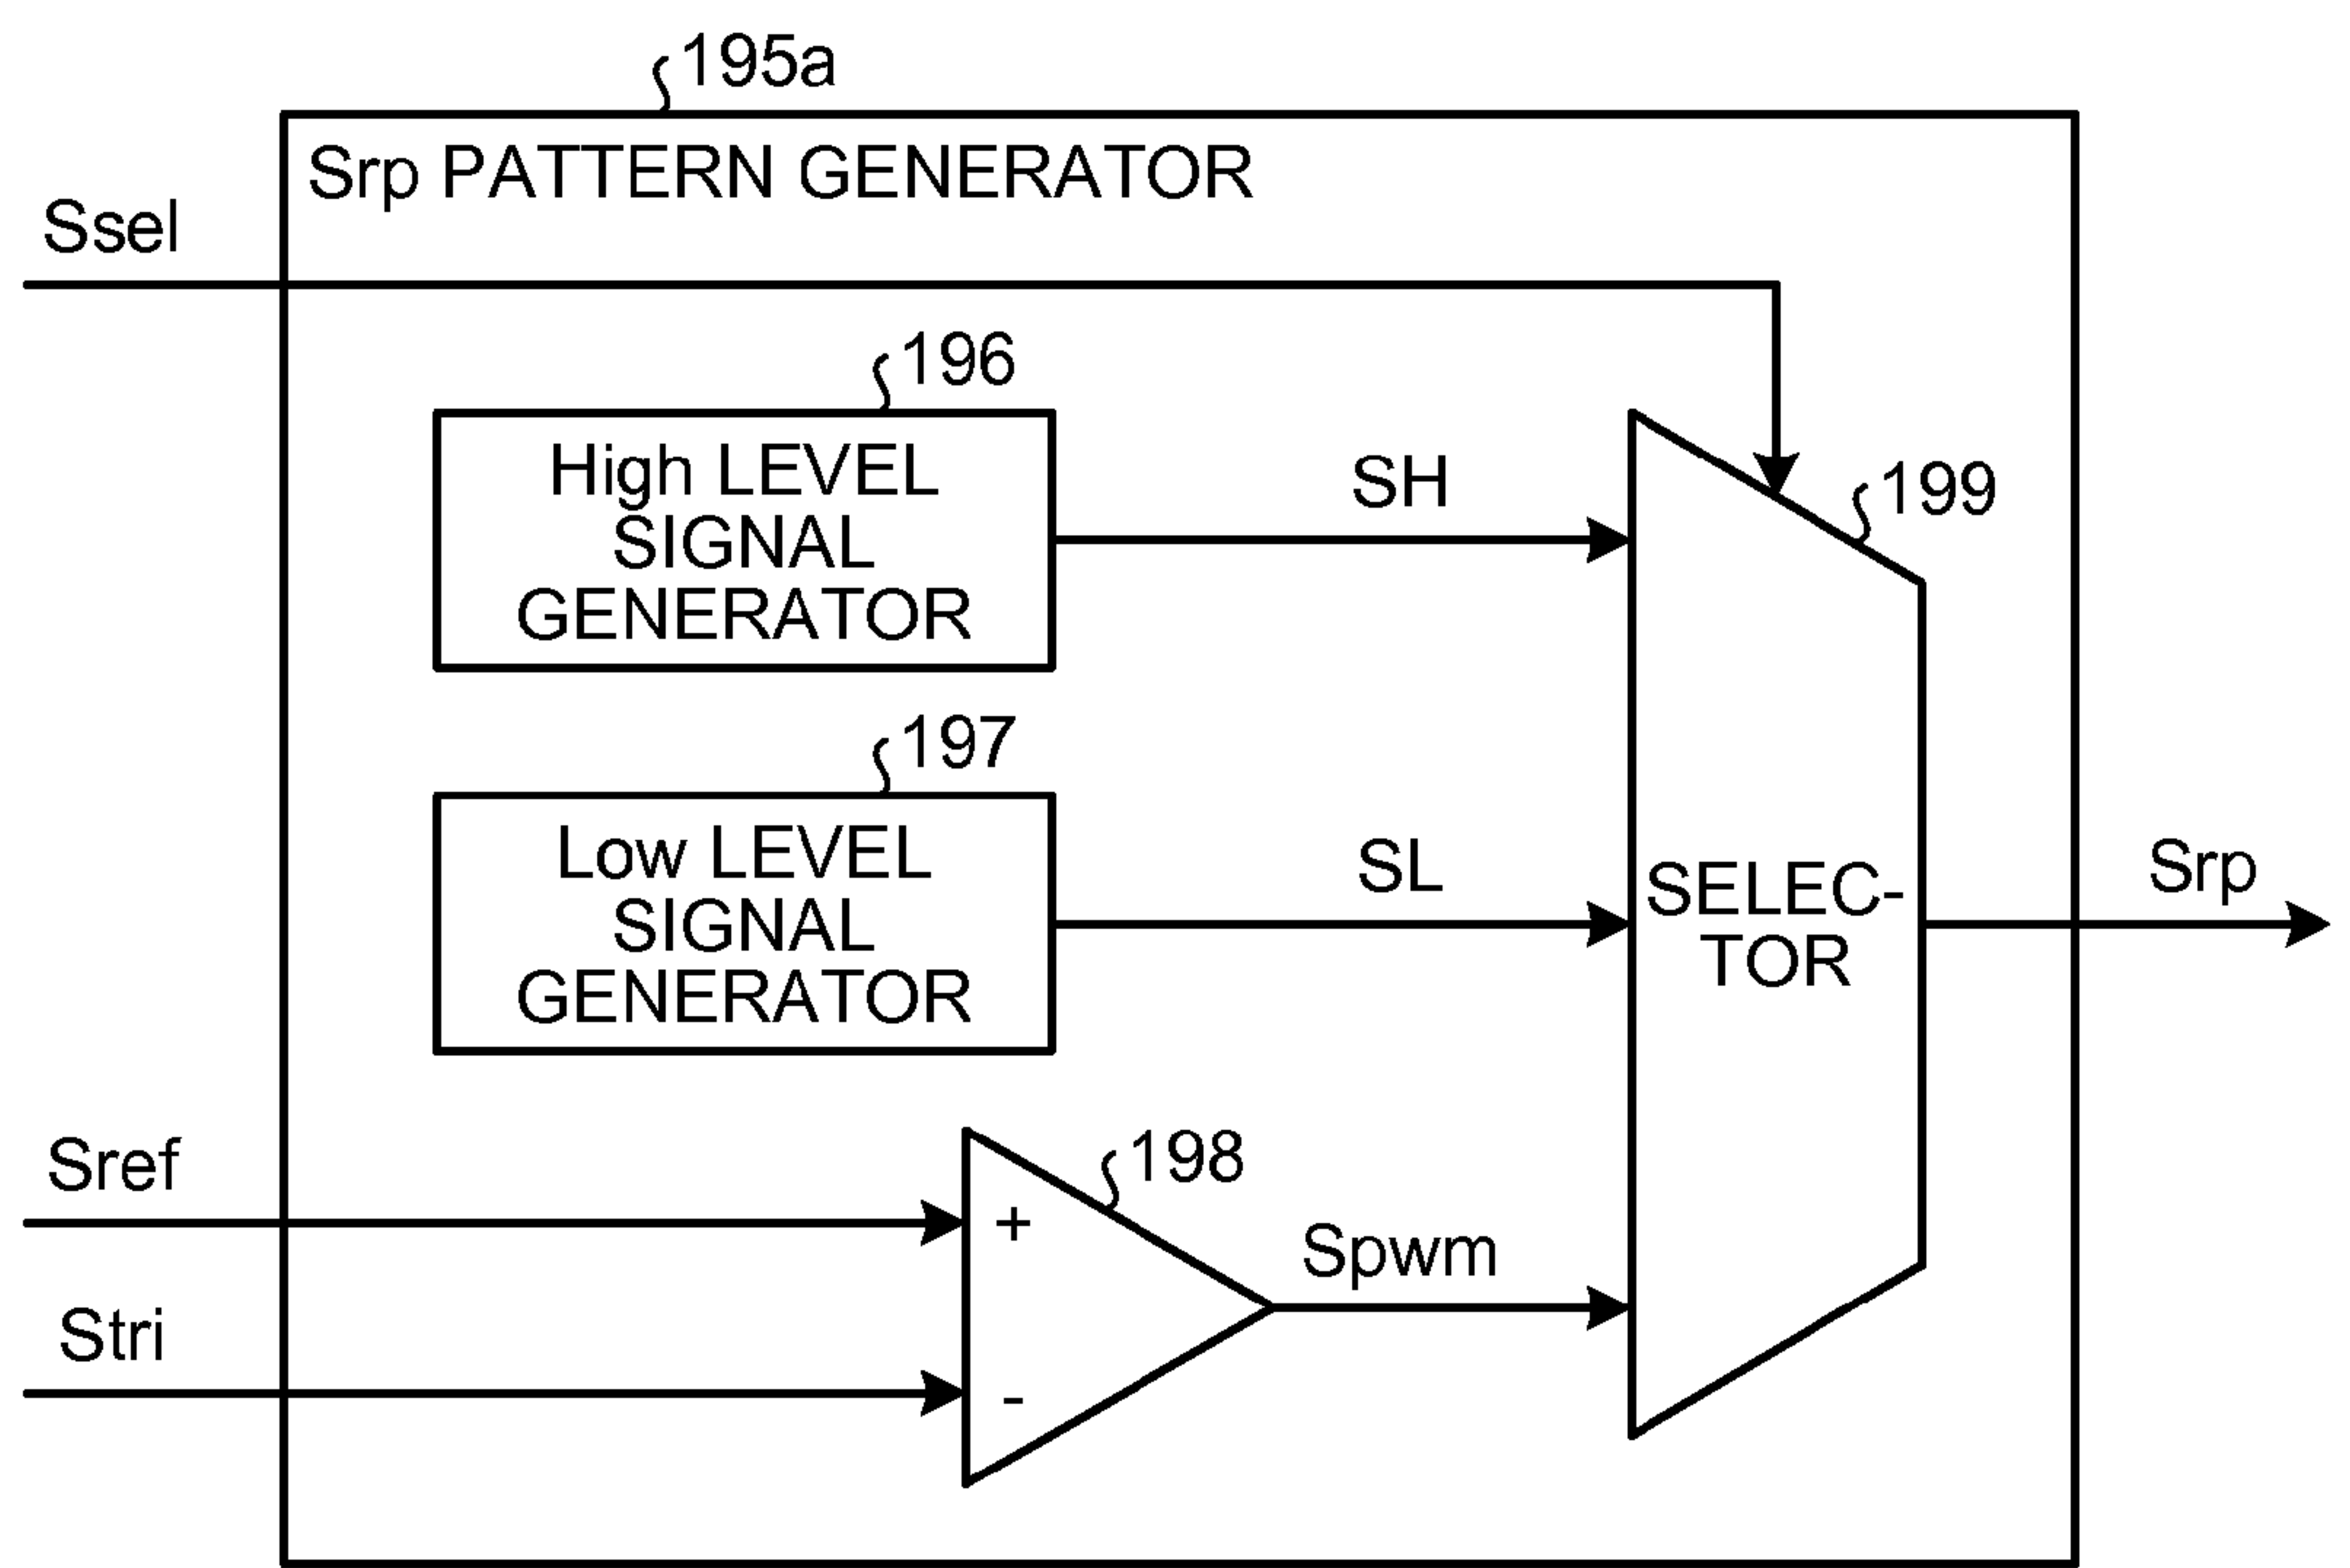 195a
Srp PATTERN GENERATOR
Ssel
196
High LEVEL
SIGNAL
GENERATOR
SH
199
197
Low LEVEL
SIGNAL
GENERATOR
SL
SELEC-
TOR
Srp
Sref
198
+
Spwm
Stri
-